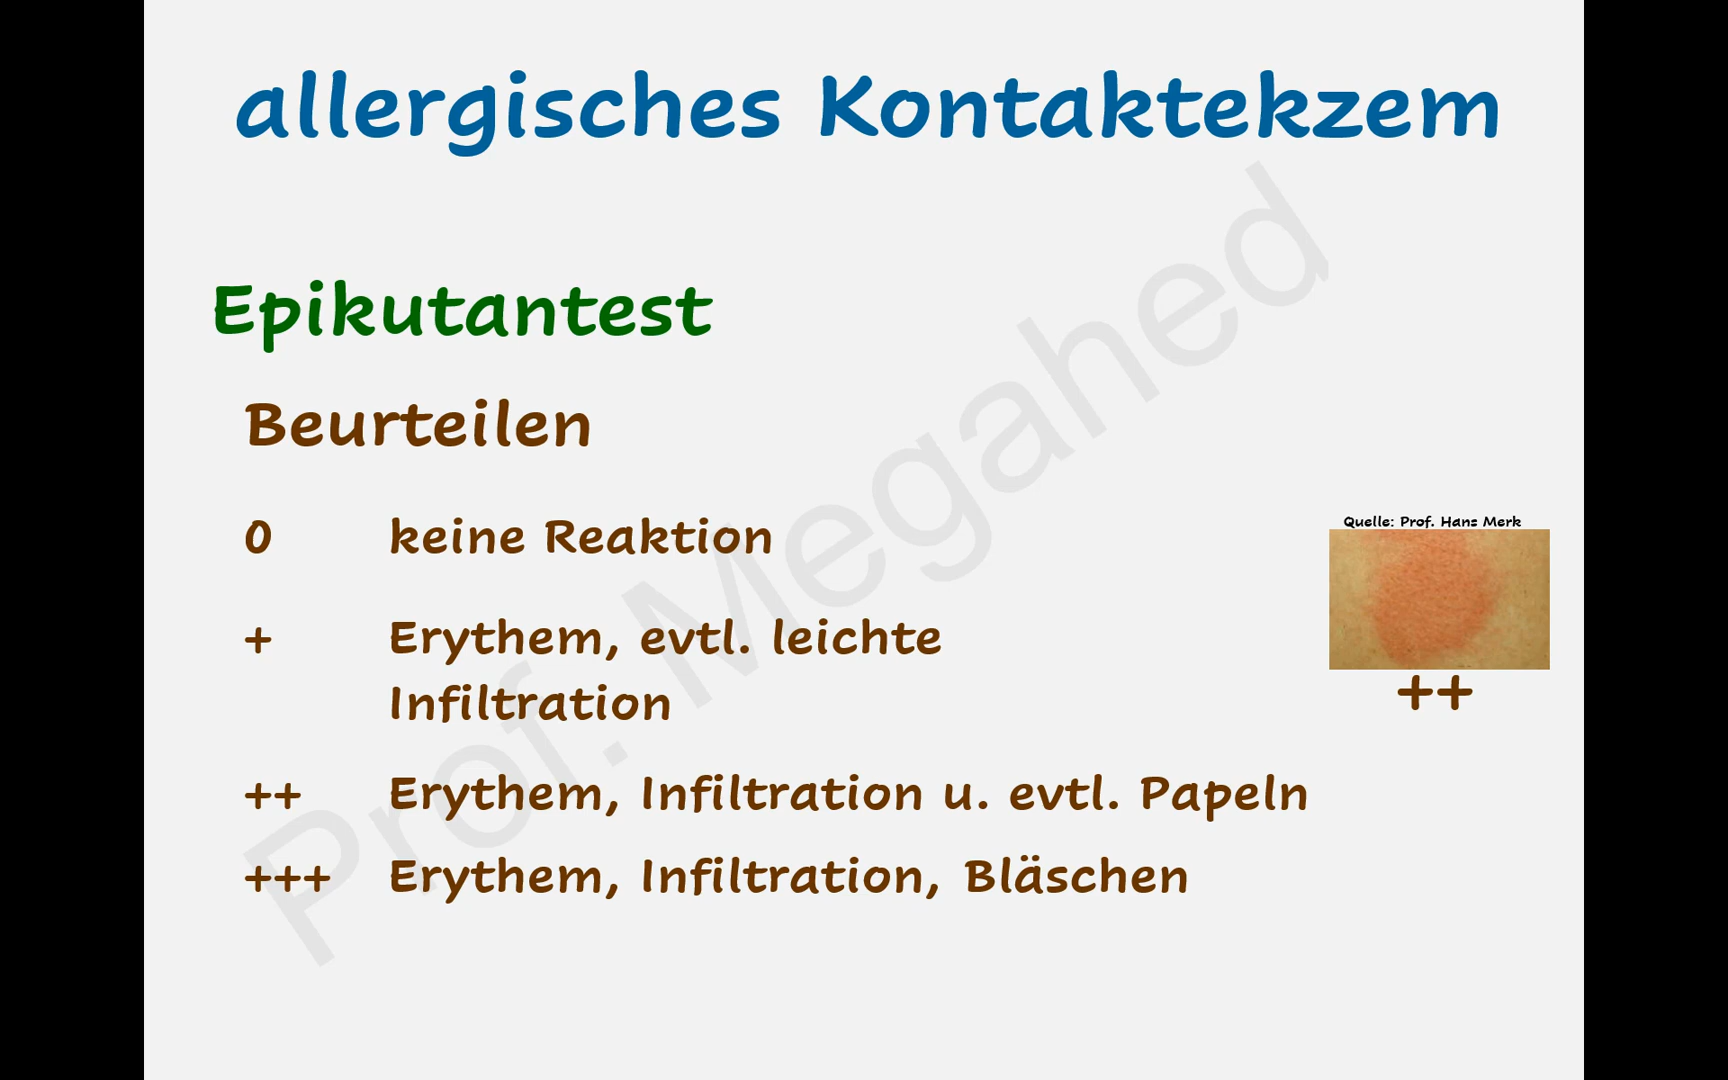 allergisches Kontaktekzem
Epikutantest
Beurteilen
0 keine Reaktion
+ Erythem, evtl. leichte
Infiltration
++ Erythem, Infiltration u. evtl. Papeln
+++ Erythem, Infiltration, Bläschen
Quelle: Prof. Hans Merk
++
Prof. Megahed